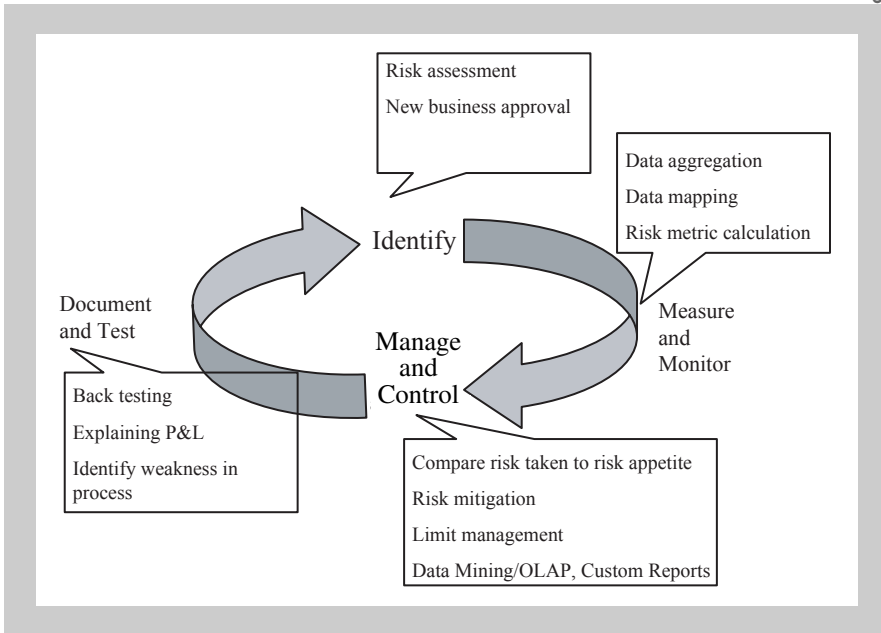 Risk assessment
New business approval
Data aggregation
Data mapping
Risk metric calculation
Identify
Document
and Test
Measure
and
Monitor
Manage
and
Control
Back testing
Explaining P&L
Identify weakness in
process
Compare risk taken to risk appetite
Risk mitigation
Limit management
Data Mining/OLAP, Custom Reports